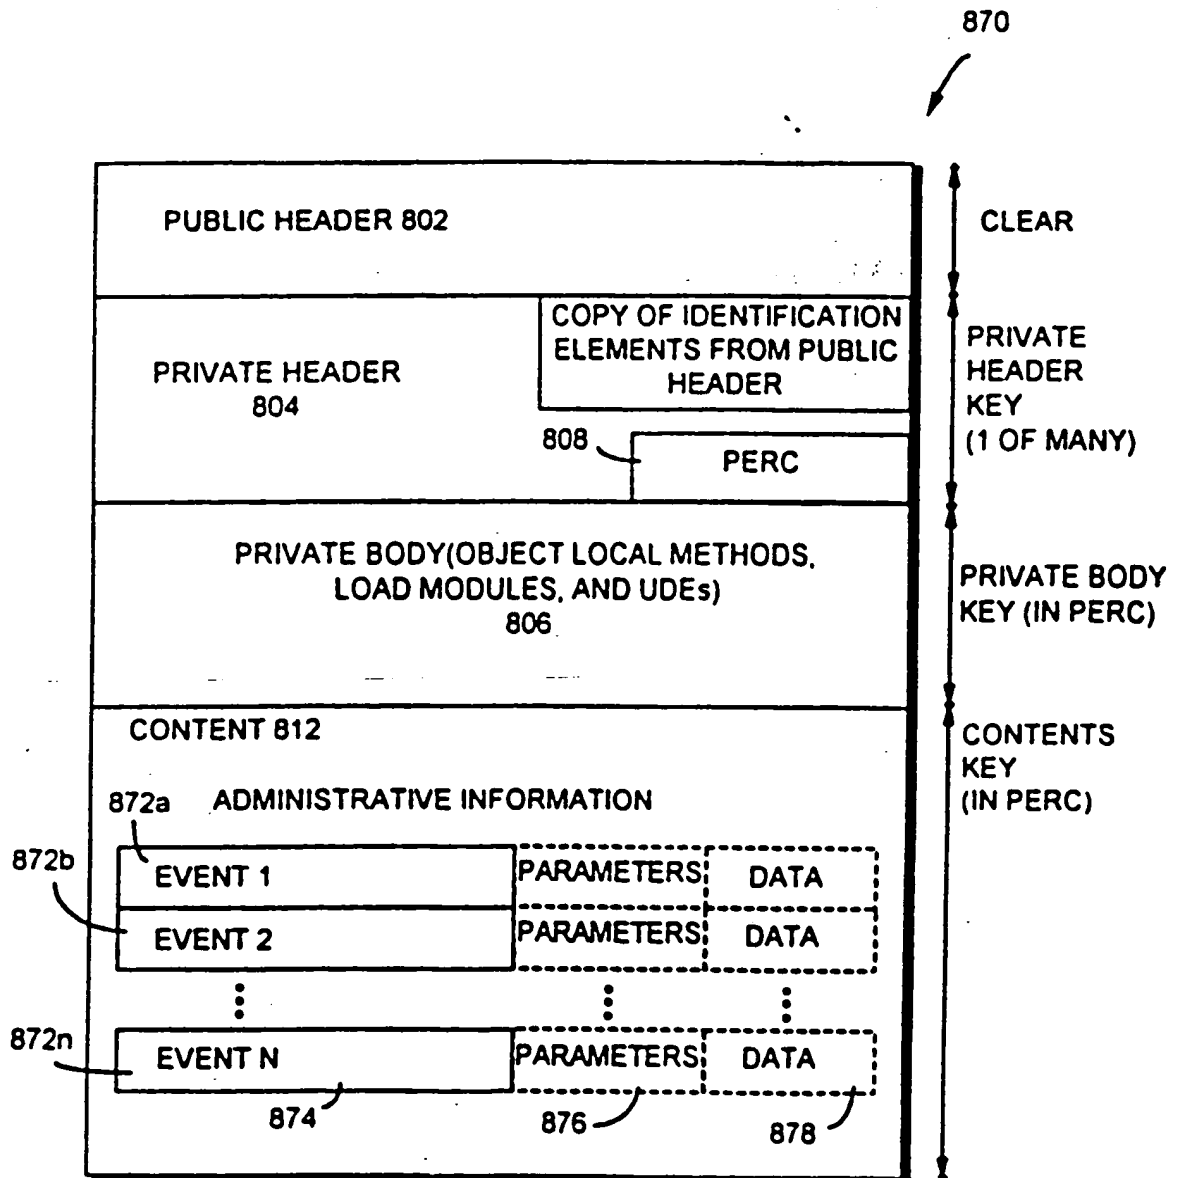 870
PUBLIC HEADER 802
CLEAR
COPY OF IDENTIFICATION
ELEMENTS FROM PUBLIC
HEADER
PRIVATE HEADER
804
PRIVATE
HEADER
KEY
(1 OF MANY)
808
PERC
PRIVATE BODY(OBJECT LOCAL METHODS,
LOAD MODULES, AND UDEs)
806
PRIVATE BODY
KEY (IN PERC)
CONTENT 812
CONTENTS
KEY
(IN PERC)
872a
ADMINISTRATIVE INFORMATION
872b
EVENT 1
PARAMETERS
DATA
EVENT 2
PARAMETERS
DATA
872n
EVENT N
PARAMETERS
DATA
874
876
878